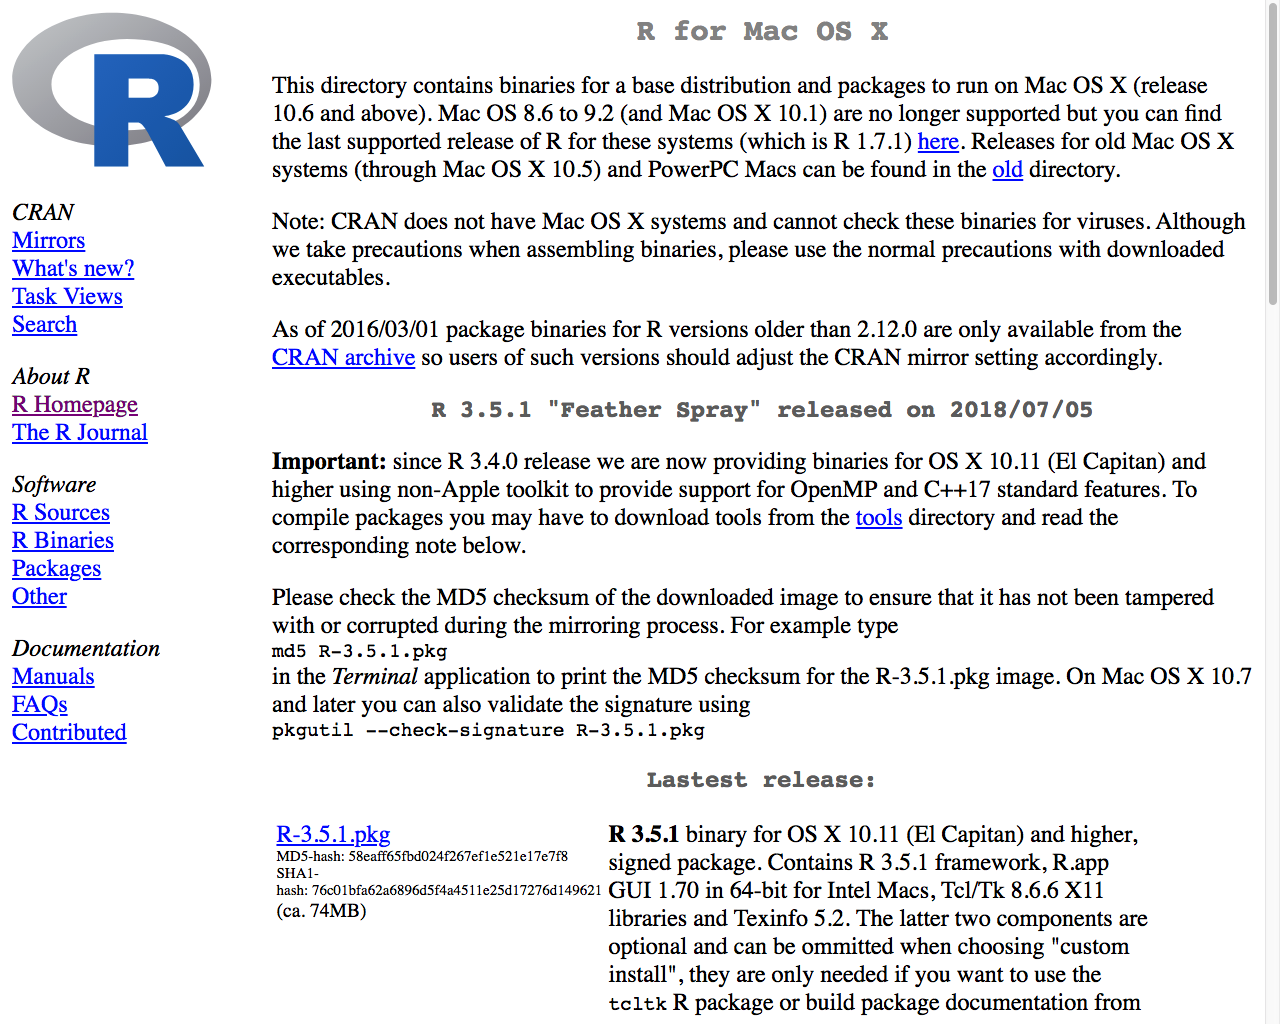 R
CRAN
Mirrors
What's new?
Task Views
Search
About R
R Homepage
The R Journal
Software
R Sources
R Binaries
Packages
Other
Documentation
Manuals
FAQs
Contributed
R for Mac OS X
This directory contains binaries for a base distribution and packages to run on Mac OS X (release
10.6 and above). Mac OS 8.6 to 9.2 (and Mac OS X 10.1) are no longer supported but you can find
the last supported release of R for these systems (which is R 1.7.1) here. Releases for old Mac OS X
systems (through Mac OS X 10.5) and PowerPC Macs can be found in the old directory.
Note: CRAN does not have Mac OS X systems and cannot check these binaries for viruses. Although
we take precautions when assembling binaries, please use the normal precautions with downloaded
executables.
As of 2016/03/01 package binaries for R versions older than 2.12.0 are only available from the
CRAN archive so users of such versions should adjust the CRAN mirror setting accordingly.
R 3.5.1 "Feather Spray" released on 2018/07/05
Important: since R 3.4.0 release we are now providing binaries for OS X 10.11 (El Capitan) and
higher using non-Apple toolkit to provide support for OpenMP and C++17 standard features. To
compile packages you may have to download tools from the tools directory and read the
corresponding note below.
Please check the MD5 checksum of the downloaded image to ensure that it has not been tampered
with or corrupted during the mirroring process. For example type
md5 R-3.5.1.pkg
in the Terminal application to print the MD5 checksum for the R-3.5.1.pkg image. On Mac OS X 10.7
and later you can also validate the signature using
pkgutil --check-signature R-3.5.1.pkg
Lastest release:
R-3.5.1.pkg
MD5-hash: 58eaff65fbd024f267ef1e521e17e7f8
SHA1-
hash: 76c01bfa62a6896d5f4a4511e25d17276d149621
(ca. 74MB)
R 3.5.1 binary for OS X 10.11 (El Capitan) and higher,
signed package. Contains R 3.5.1 framework, R.app
GUI 1.70 in 64-bit for Intel Macs, Tcl/Tk 8.6.6 X11
libraries and Texinfo 5.2. The latter two components are
optional and can be ommitted when choosing "custom
install", they are only needed if you want to use the
tcltk R package or build package documentation from